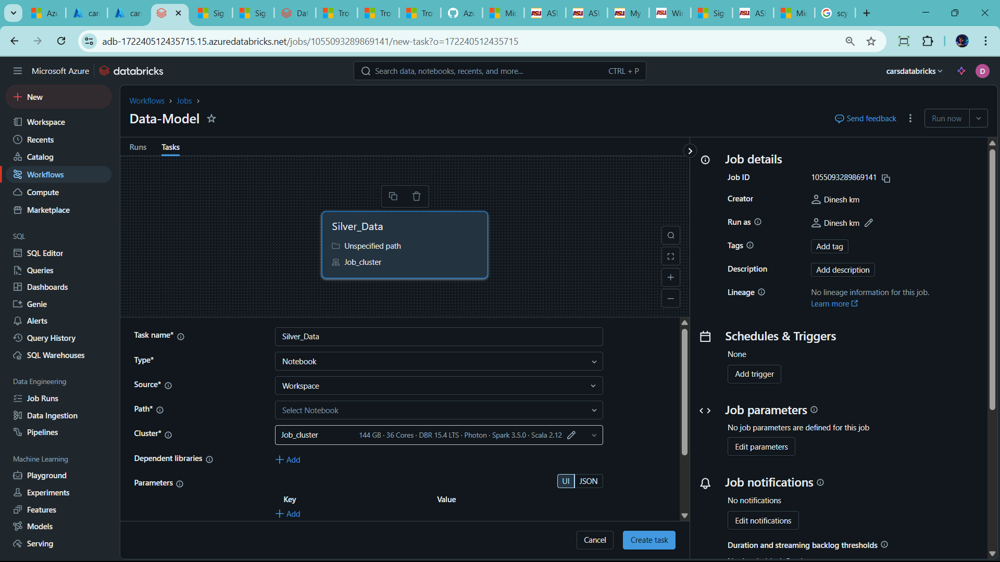 Azu
car
car
Sig
Sig
Dat
Tro
Tro
Tro
Azu
Mic
ASU
ASU
My
Win
Sig
ASU
Mic
scy
adb-172240512435715.15.azuredatabricks.net/jobs/1055093289869141/new-task?o=172240512435715
Microsoft Azure
databricks
Search data, notebooks, recents, and more...
CTRL + P
carsdatabricks
D
New
Workspace
Recents
Catalog
Workflows
Compute
Marketplace
SQL
SQL Editor
Queries
Dashboards
Genie
Alerts
Query History
SQL Warehouses
Data Engineering
Job Runs
Data Ingestion
Pipelines
Machine Learning
Playground
Experiments
Features
Models
Serving
Workflows › Jobs ›
Data-Model
Send feedback
Run now
Runs
Tasks
Silver_Data
Unspecified path
Job_cluster
Task name*
Silver_Data
Type*
Notebook
Source*
Workspace
Path*
Select Notebook
Cluster*
Job_cluster
144 GB · 36 Cores · DBR 15.4 LTS · Photon · Spark 3.5.0 · Scala 2.12
Dependent libraries
Add
Parameters
UI
JSON
Key
Value
Add
Cancel
Create task
Job details
Job ID
1055093289869141
Creator
Dinesh km
Run as
Dinesh km
Tags
Add tag
Description
Add description
Lineage
No lineage information for this job.
Learn more
Schedules & Triggers
None
Add trigger
Job parameters
No job parameters are defined for this job
Edit parameters
Job notifications
No notifications
Edit notifications
Duration and streaming backlog thresholds